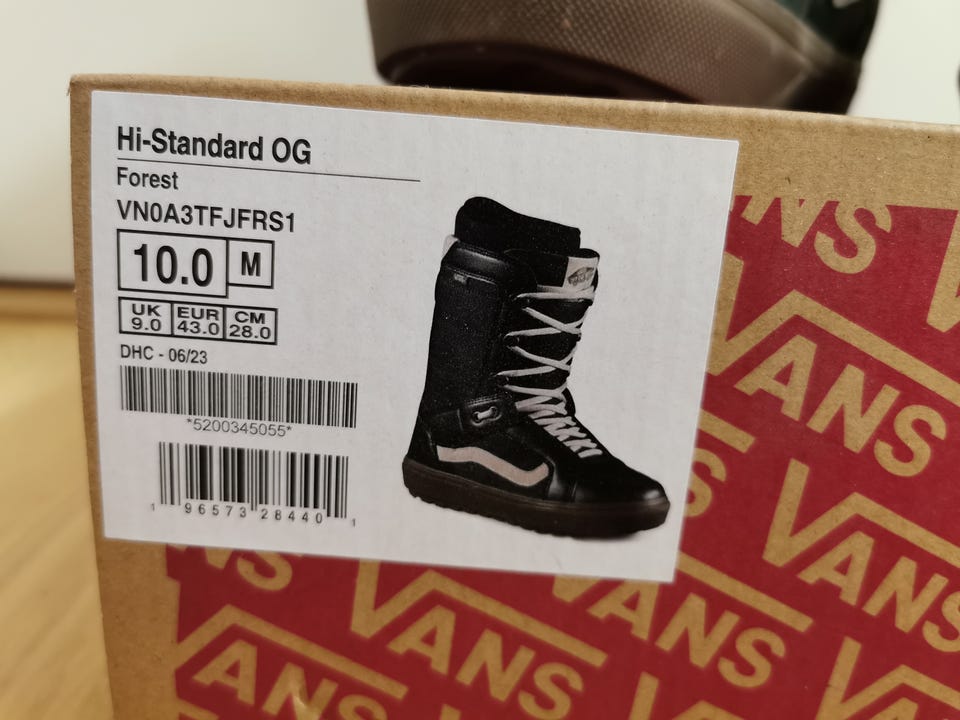 Hi-Standard OG
Forest
VN0A3TFJFRS1
10.0 M
UK EUR CM
9.0 43.0 28.0
DHC - 06/23
*5200345055*
1 96573 28440 1
VANS
VANS
VANS
VANS
VANS
VANS